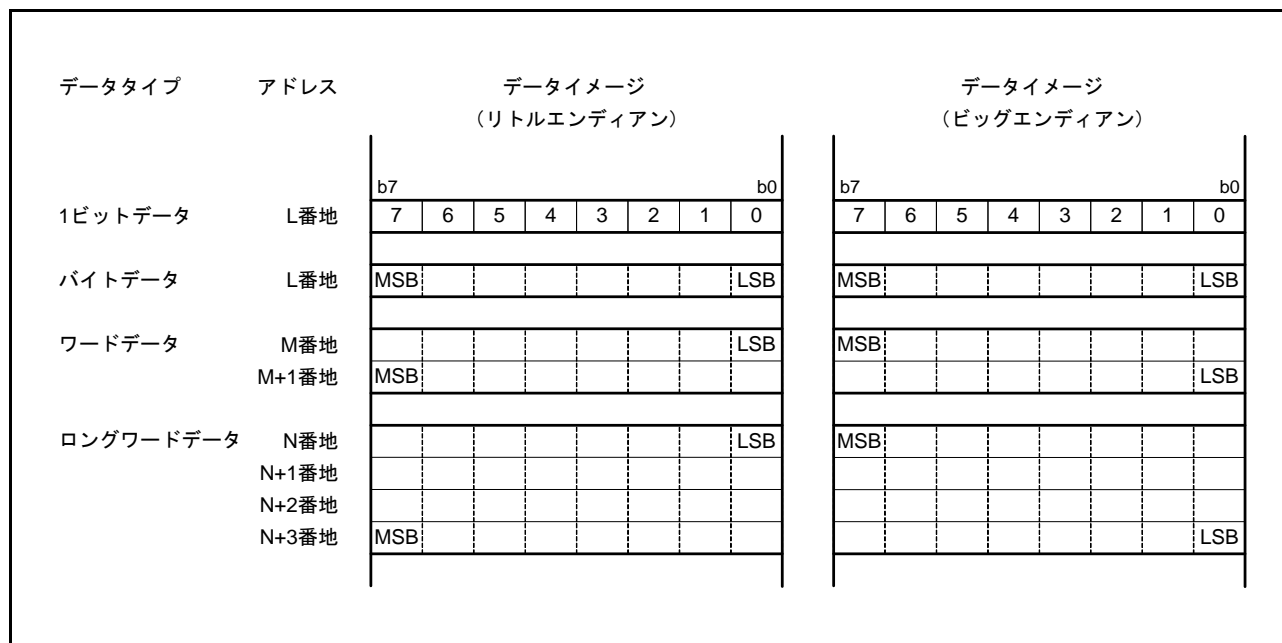 データタイプ アドレス データイメージ データイメージ
（リトルエンディアン） （ビッグエンディアン）
b7 b0 b7 b0
1ビットデータ L番地 7 6 5 4 3 2 1 0 7 6 5 4 3 2 1 0
バイトデータ L番地 MSB LSB MSB LSB
ワードデータ M番地 LSB MSB
M+1番地 MSB LSB
ロングワードデータ N番地 LSB MSB
N+1番地
N+2番地
N+3番地 MSB LSB